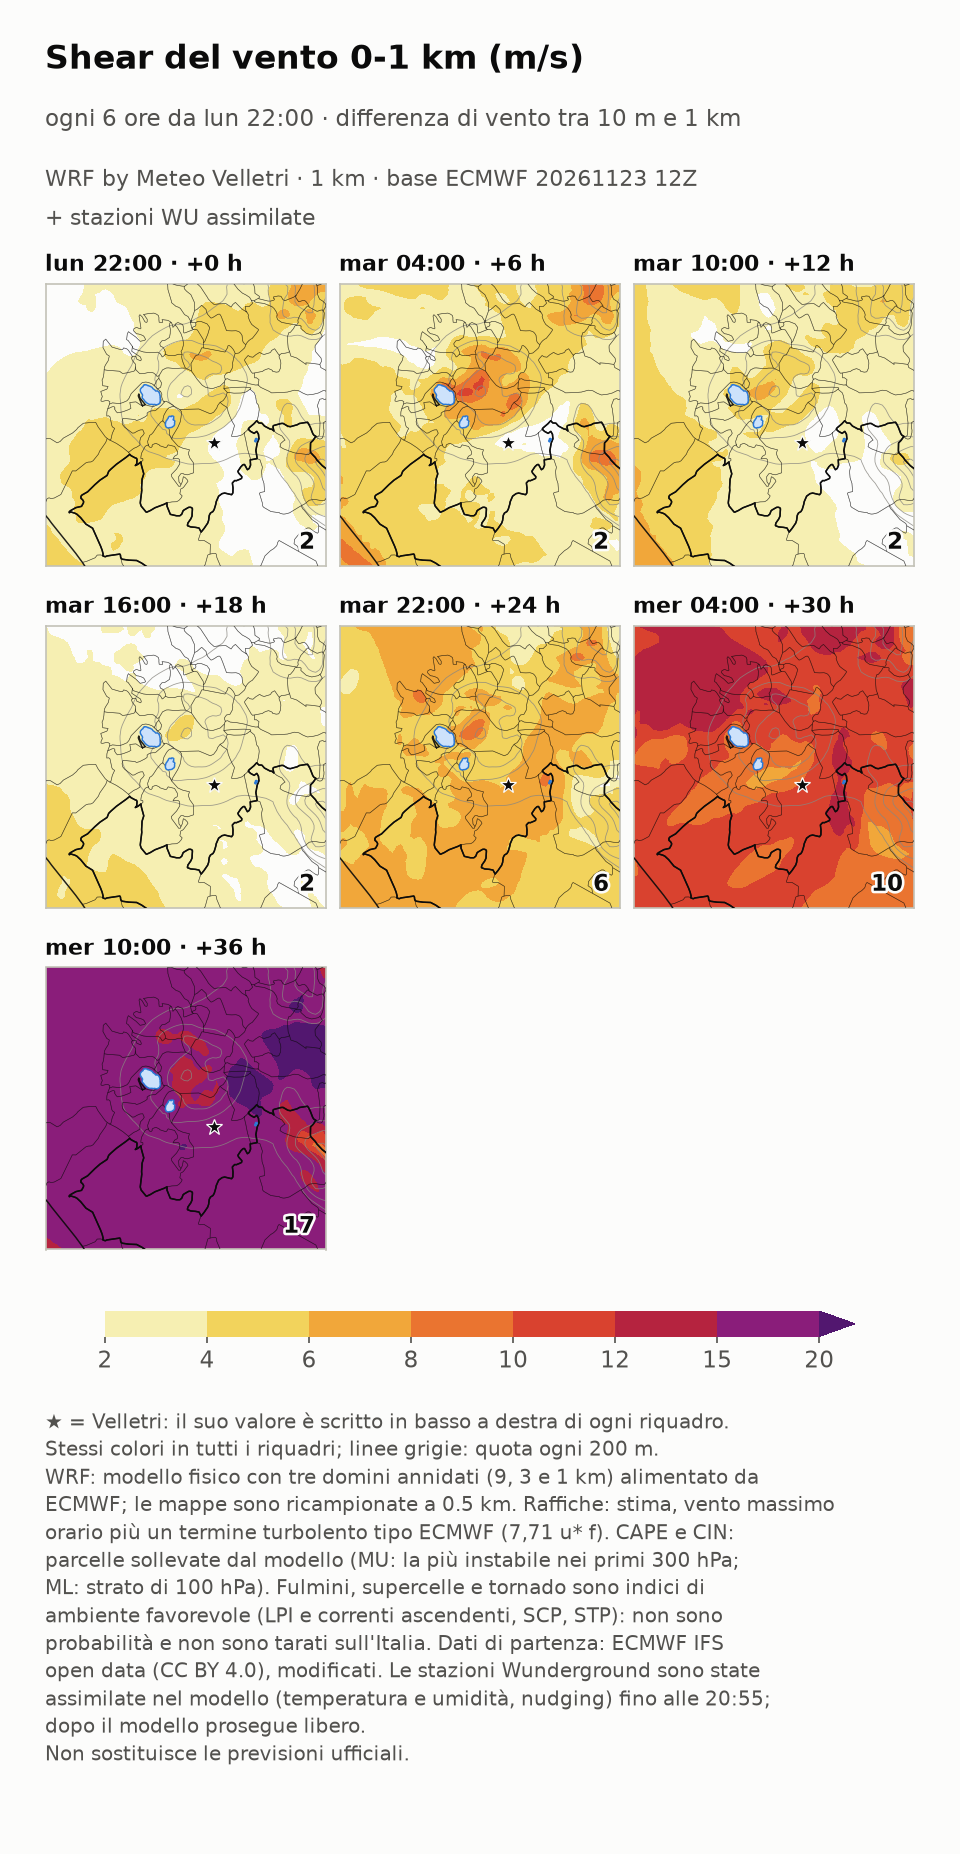 Shear del vento 0-1 km (m/s)
ogni 6 ore da lun 22:00 · differenza di vento tra 10 m e 1 km
WRF by Meteo Velletri · 1 km · base ECMWF 20261123 12Z
+ stazioni WU assimilate
lun 22:00 · +0 h
mar 04:00 · +6 h
mar 10:00 · +12 h
2
2
2
mar 16:00 · +18 h
mar 22:00 · +24 h
mer 04:00 · +30 h
2
6
10
mer 10:00 · +36 h
17
2 4 6 8 10 12 15 20
★ = Velletri: il suo valore è scritto in basso a destra di ogni riquadro.
Stessi colori in tutti i riquadri; linee grigie: quota ogni 200 m.
WRF: modello fisico con tre domini annidati (9, 3 e 1 km) alimentato da
ECMWF; le mappe sono ricampionate a 0.5 km. Raffiche: stima, vento massimo
orario più un termine turbolento tipo ECMWF (7,71 u* f). CAPE e CIN:
parcelle sollevate dal modello (MU: la più instabile nei primi 300 hPa;
ML: strato di 100 hPa). Fulmini, supercelle e tornado sono indici di
ambiente favorevole (LPI e correnti ascendenti, SCP, STP): non sono
probabilità e non sono tarati sull'Italia. Dati di partenza: ECMWF IFS
open data (CC BY 4.0), modificati. Le stazioni Wunderground sono state
assimilate nel modello (temperatura e umidità, nudging) fino alle 20:55;
dopo il modello prosegue libero.
Non sostituisce le previsioni ufficiali.